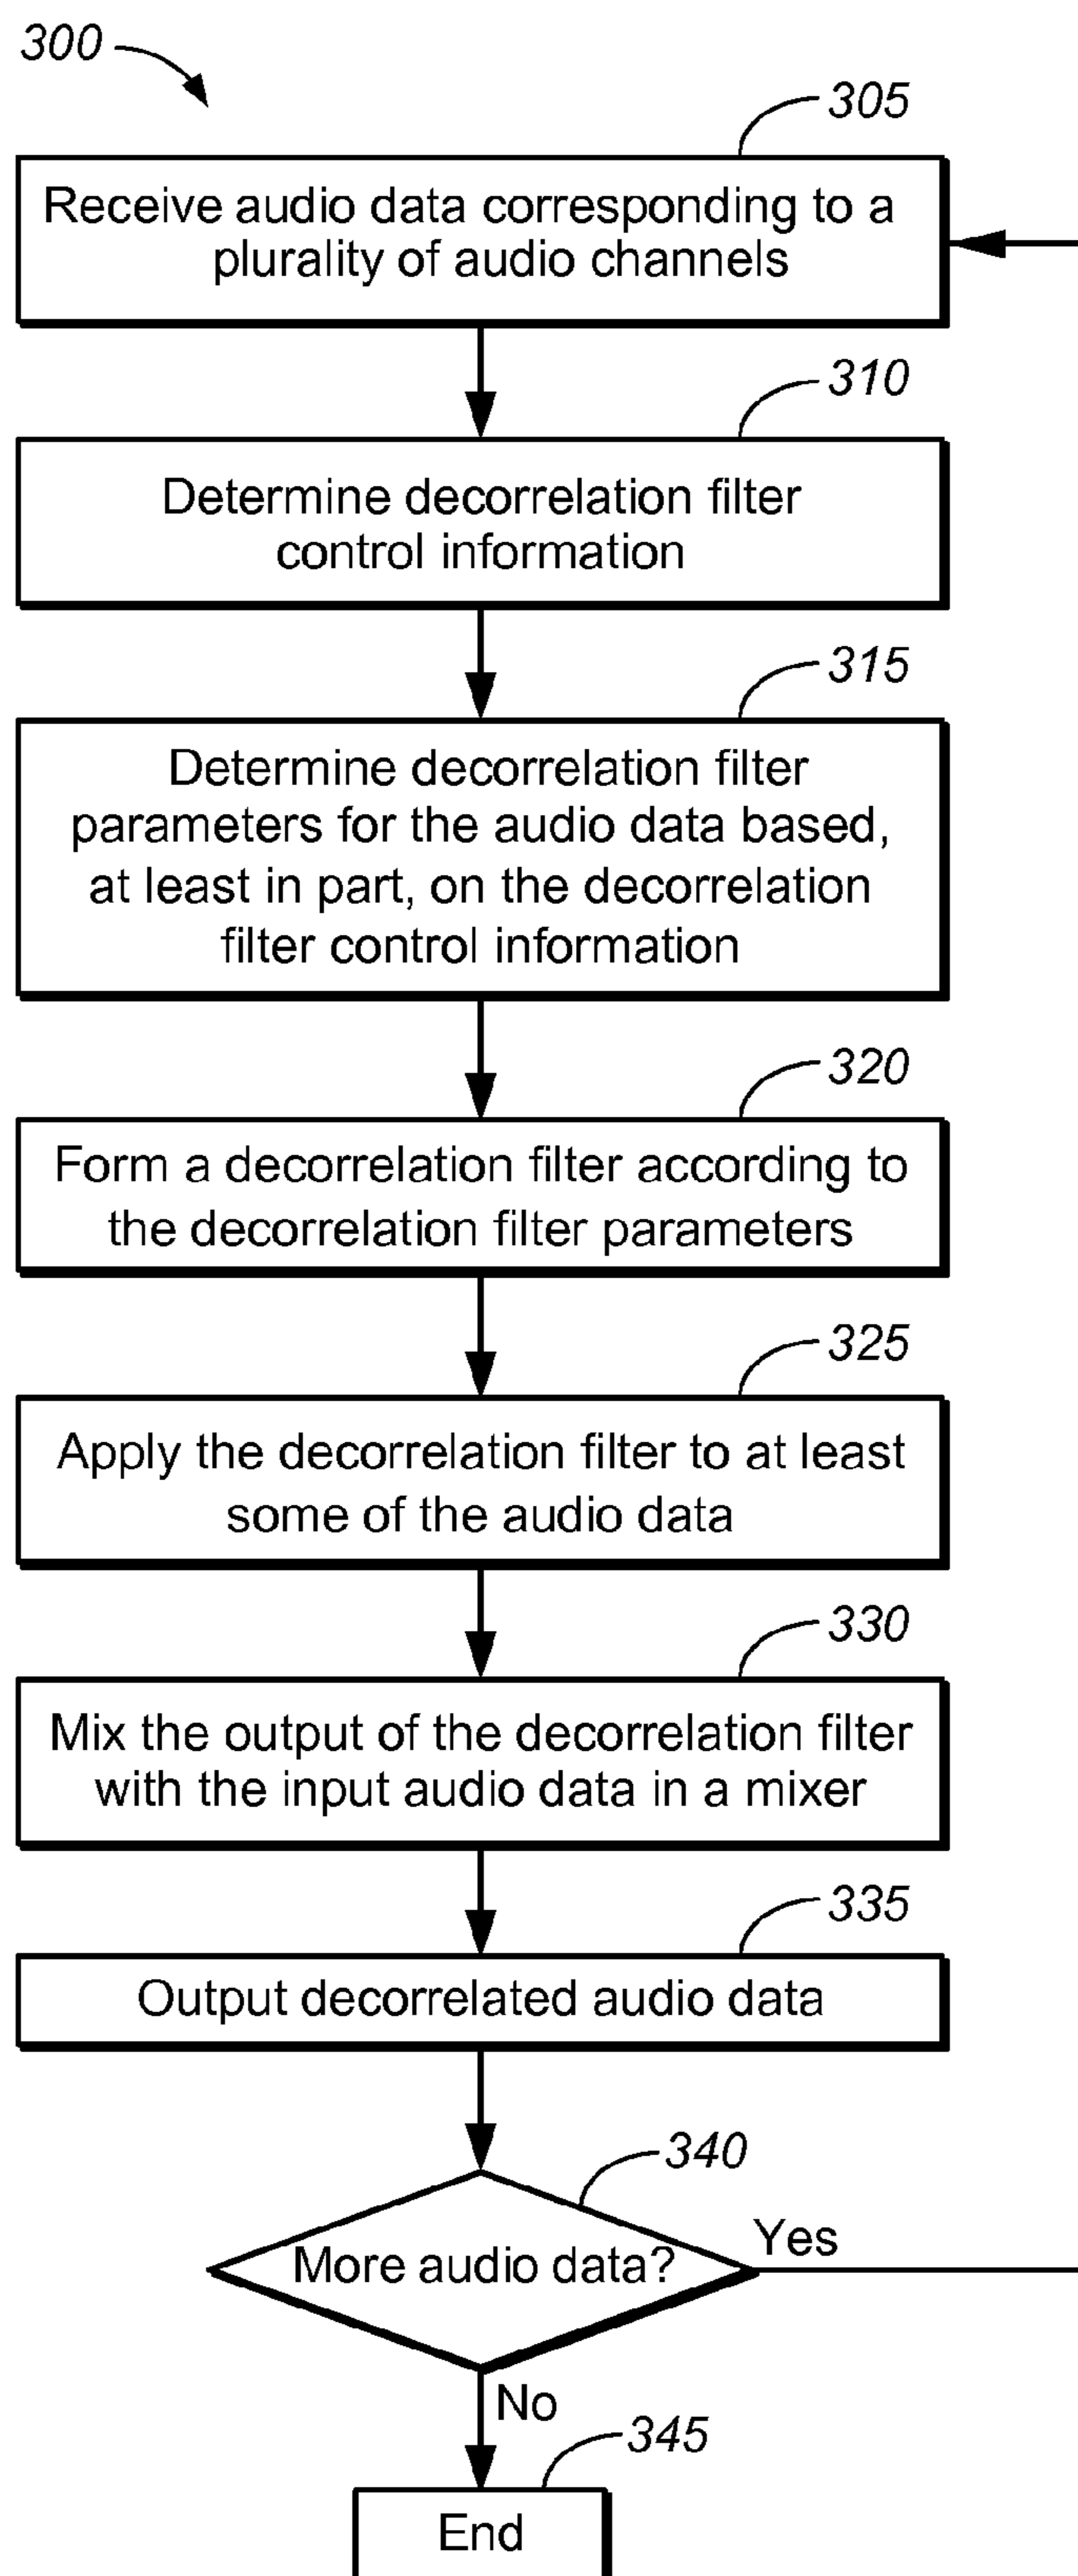 300
305
Receive audio data corresponding to a
plurality of audio channels
310
Determine decorrelation filter
control information
315
Determine decorrelation filter
parameters for the audio data based,
at least in part, on the decorrelation
filter control information
320
Form a decorrelation filter according to
the decorrelation filter parameters
325
Apply the decorrelation filter to at least
some of the audio data
330
Mix the output of the decorrelation filter
with the input audio data in a mixer
335
Output decorrelated audio data
340
More audio data?
Yes
No
345
End